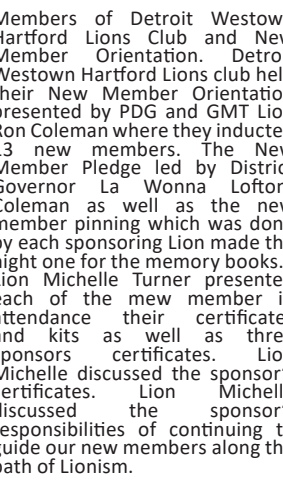 Members of Detroit Westow
Hartford Lions Club and New
Member Orientation. Detro
Westown Hartford Lions club hel
their New Member Orientatio
presented by PDG and GMT Lio
Ron Coleman where they inducte
13 new members. The New
Member Pledge led by Distric
Governor La Wonna Lofton
Coleman as well as the new
member pinning which was don
by each sponsoring Lion made th
night one for the memory books.
Lion Michelle Turner presente
each of the mew member i
attendance their certificate
and kits as well as thre
sponsors certificates. Lio
Michelle discussed the sponsor'
certificates. Lion Michell
discussed the sponsor'
responsibilities of continuing t
guide our new members along th
path of Lionism.